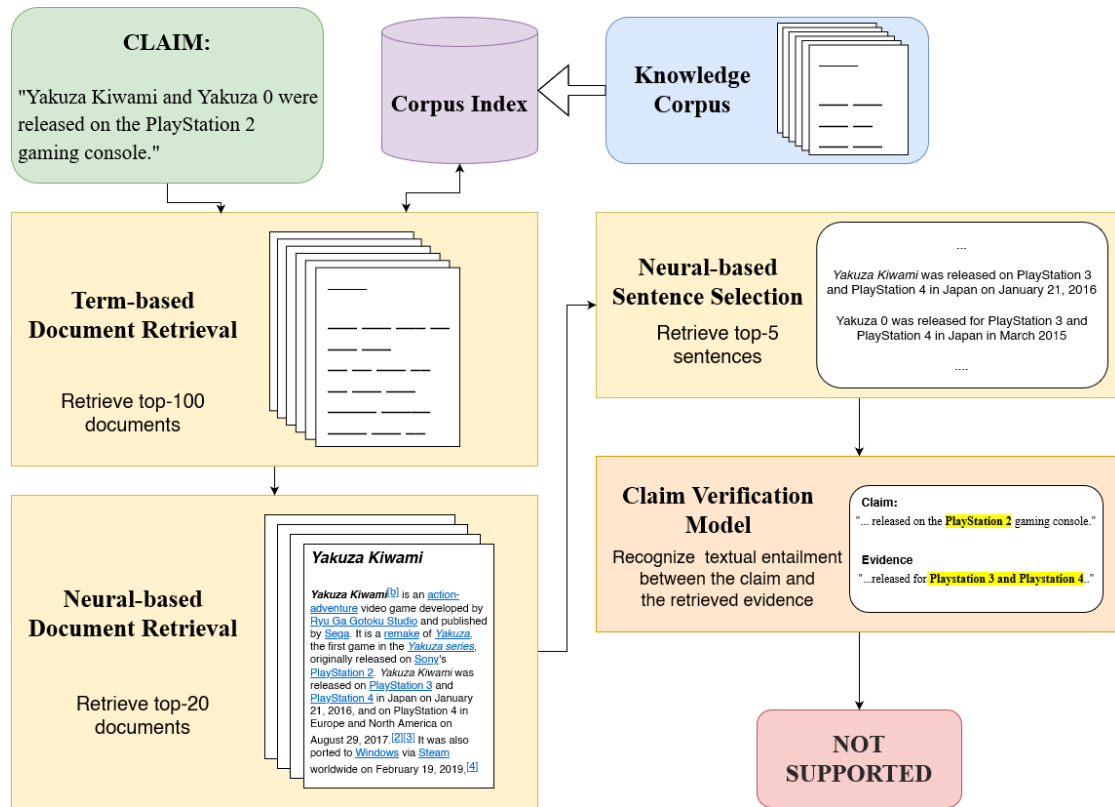 CLAIM:
"Yakuza Kiwami and Yakuza 0 were
released on the PlayStation 2
gaming console."
Corpus Index
Knowledge
Corpus
Term-based
Document Retrieval
Retrieve top-100
documents
Neural-based
Document Retrieval
Retrieve top-20
documents
Yakuza Kiwami
Yakuza Kiwami[b] is an action-
adventure video game developed by
Ryu Ga Gotoku Studio and published
by Sega. It is a remake of Yakuza,
the first game in the Yakuza series,
originally released on Sony's
PlayStation 2. Yakuza Kiwami was
released on PlayStation 3 and
PlayStation 4 in Japan on January
21, 2016, and on PlayStation 4 in
Europe and North America on
August 29, 2017.[2][3] It was also
ported to Windows via Steam
worldwide on February 19, 2019,[4]
Neural-based
Sentence Selection
Retrieve top-5
sentences
...
Yakuza Kiwami was released on PlayStation 3
and PlayStation 4 in Japan on January 21, 2016
Yakuza 0 was released for PlayStation 3 and
PlayStation 4 in Japan in March 2015
....
Claim Verification
Model
Recognize textual entailment
between the claim and
the retrieved evidence
Claim:
"... released on the PlayStation 2 gaming console."
Evidence
"...released for Playstation 3 and Playstation 4.."
NOT
SUPPORTED